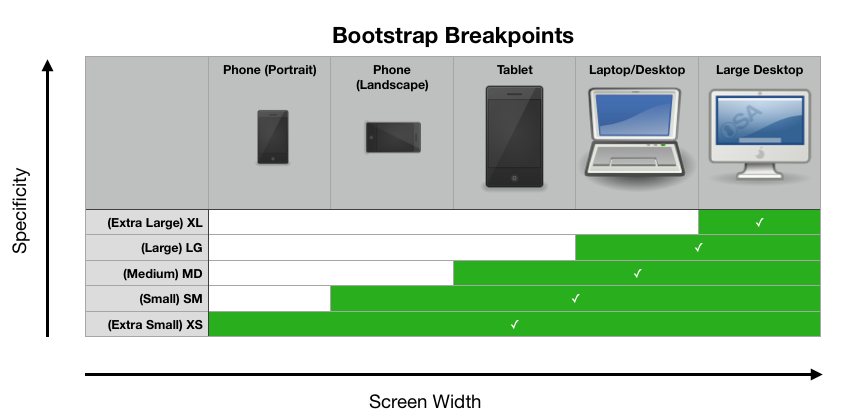 Bootstrap Breakpoints
Phone (Portrait)
Phone
(Landscape)
Tablet
Laptop/Desktop
Large Desktop
OSA
(Extra Large) XL
✓
(Large) LG
✓
(Medium) MD
✓
(Small) SM
✓
(Extra Small) XS
✓
Specificity
Screen Width